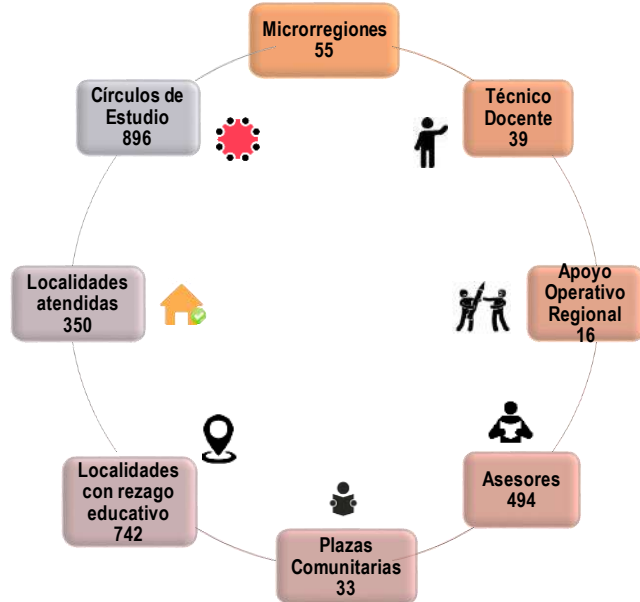 Microrregiones
55
Técnico
Docente
39
Apoyo
Operativo
Regional
16
Asesores
494
Plazas
Comunitarias
33
Localidades
con rezago
educativo
742
Localidades
atendidas
350
Círculos de
Estudio
896